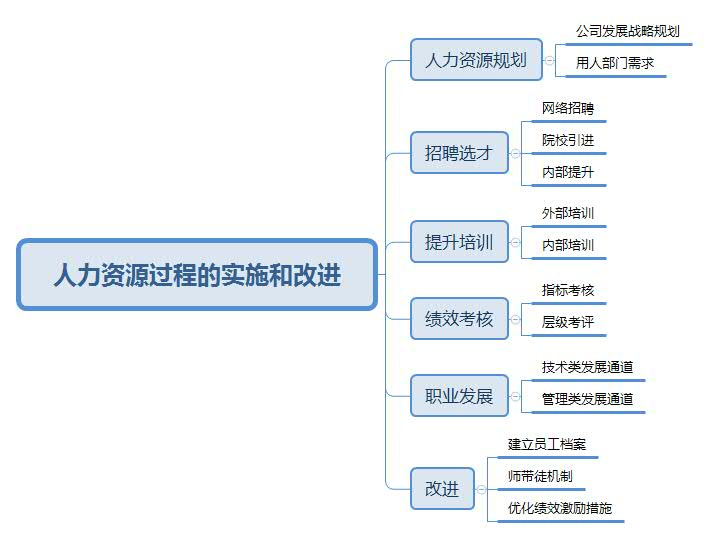 人力资源过程的实施和改进
人力资源规划
公司发展战略规划
用人部门需求
招聘选才
网络招聘
院校引进
内部提升
提升培训
外部培训
内部培训
绩效考核
指标考核
层级考评
职业发展
技术类发展通道
管理类发展通道
改进
建立员工档案
师带徒机制
优化绩效激励措施